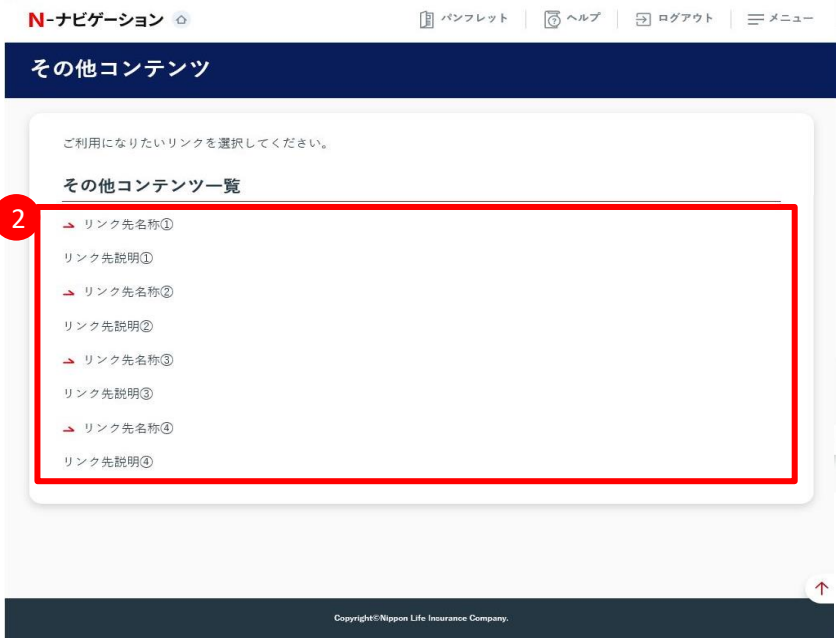 N-ナビゲーション パンフレット ヘルプ ログアウト メニュー
その他コンテンツ
ご利用になりたいリンクを選択してください。
その他コンテンツ一覧
2
リンク先名称①
リンク先説明①
リンク先名称②
リンク先説明②
リンク先名称③
リンク先説明③
リンク先名称④
リンク先説明④
Copyright©Nippon Life Insurance Company.